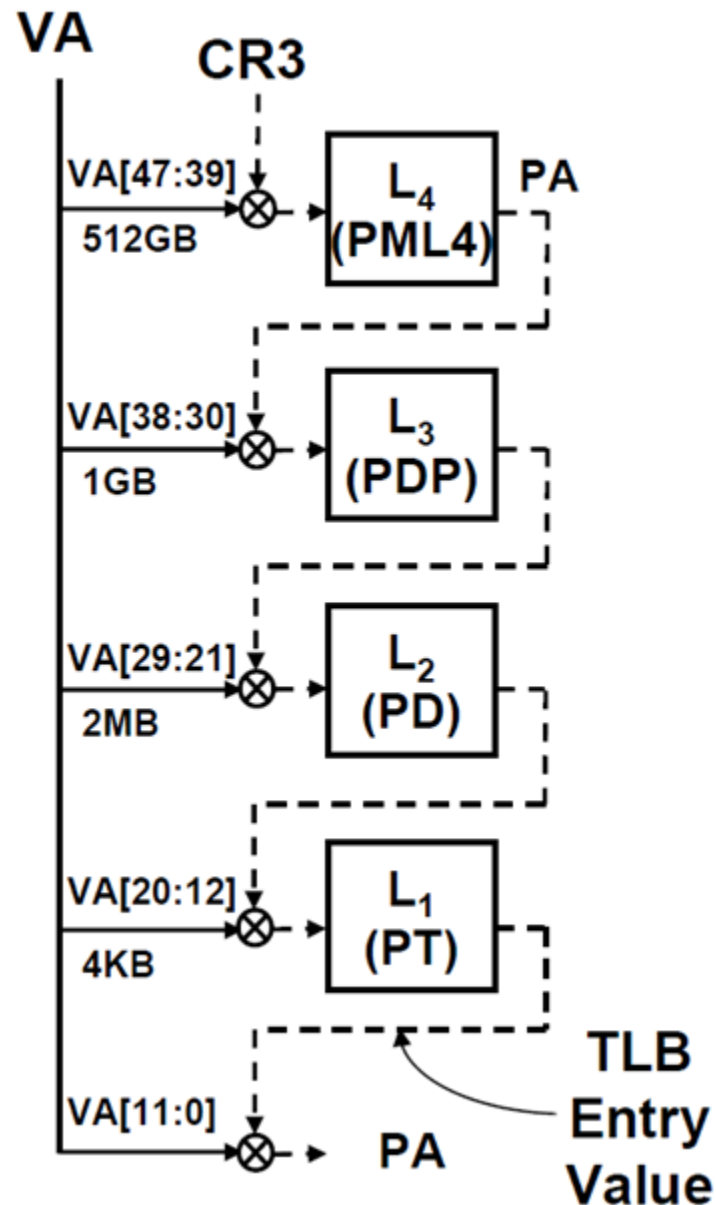 VA
CR3
VA[47:39]
512GB
L₄
(PML4)
PA
VA[38:30]
1GB
L₃
(PDP)
VA[29:21]
2MB
L₂
(PD)
VA[20:12]
4KB
L₁
(PT)
TLB
Entry
Value
VA[11:0]
PA